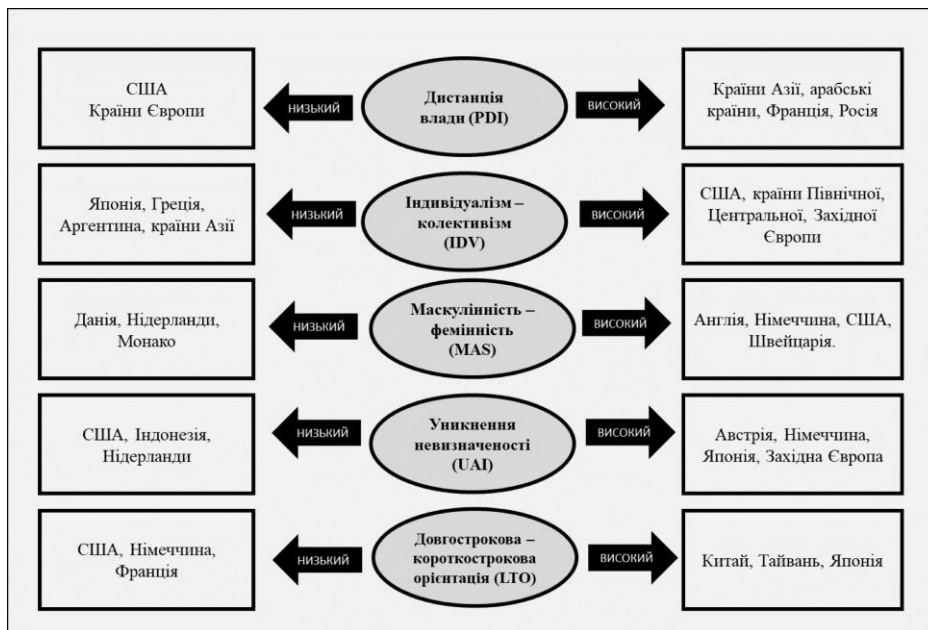 США
Країни Європи
НИЗЬКИЙ
Дистанція
влади (PDI)
ВИСОКИЙ
Країни Азії, арабські
країни, Франція, Росія
Японія, Греція,
Аргентина, країни Азії
НИЗЬКИЙ
Індивідуалізм –
колективізм
(IDV)
ВИСОКИЙ
США, країни Північної,
Центральної, Західної
Європи
Данія, Нідерланди,
Монако
НИЗЬКИЙ
Маскулінність –
фемінність
(MAS)
ВИСОКИЙ
Англія, Німеччина, США,
Швейцарія.
США, Індонезія,
Нідерланди
НИЗЬКИЙ
Уникнення
невизначеності
(UAI)
ВИСОКИЙ
Австрія, Німеччина,
Японія, Західна Європа
США, Німеччина,
Франція
НИЗЬКИЙ
Довгострокова –
короткострокова
орієнтація (LTO)
ВИСОКИЙ
Китай, Тайвань, Японія